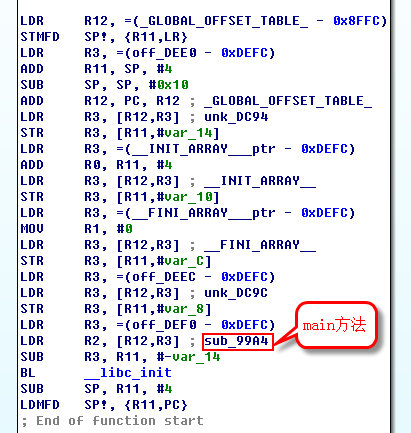 LDR R12, =(_GLOBAL_OFFSET_TABLE_ - 0x8FFC)
STMFD SP!, {R11,LR}
LDR R3, =(off_DEE0 - 0xDEFC)
ADD R11, SP, #4
SUB SP, SP, #0x10
ADD R12, PC, R12 ; _GLOBAL_OFFSET_TABLE_
LDR R3, [R12,R3] ; unk_DC94
STR R3, [R11,#var_14]
LDR R3, =(__INIT_ARRAY___ptr - 0xDEFC)
ADD R0, R11, #4
LDR R3, [R12,R3] ; __INIT_ARRAY__
STR R3, [R11,#var_10]
LDR R3, =(__FINI_ARRAY___ptr - 0xDEFC)
MOV R1, #0
LDR R3, [R12,R3] ; __FINI_ARRAY__
STR R3, [R11,#var_C]
LDR R3, =(off_DEEC - 0xDEFC)
LDR R3, [R12,R3] ; unk_DC9C
STR R3, [R11,#var_8]
LDR R3, =(off_DEF0 - 0xDEFC)
LDR R2, [R12,R3] ; sub_99A4
SUB R3, R11, #-var_14
BL __libc_init
SUB SP, R11, #4
LDMFD SP!, {R11,PC}
; End of function start
main方法